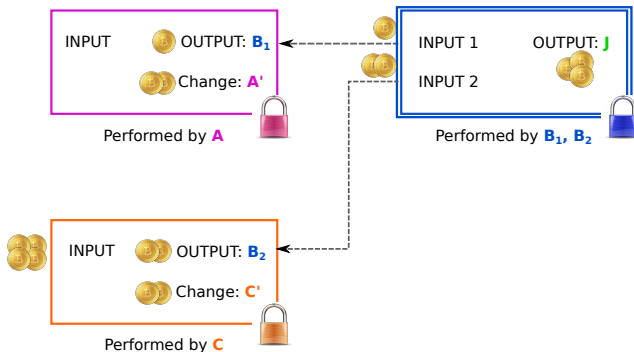 INPUT
OUTPUT: B₁
Change: A'
Performed by A
INPUT 1
OUTPUT: J
INPUT 2
Performed by B₁, B₂
INPUT
OUTPUT: B₂
Change: C'
Performed by C